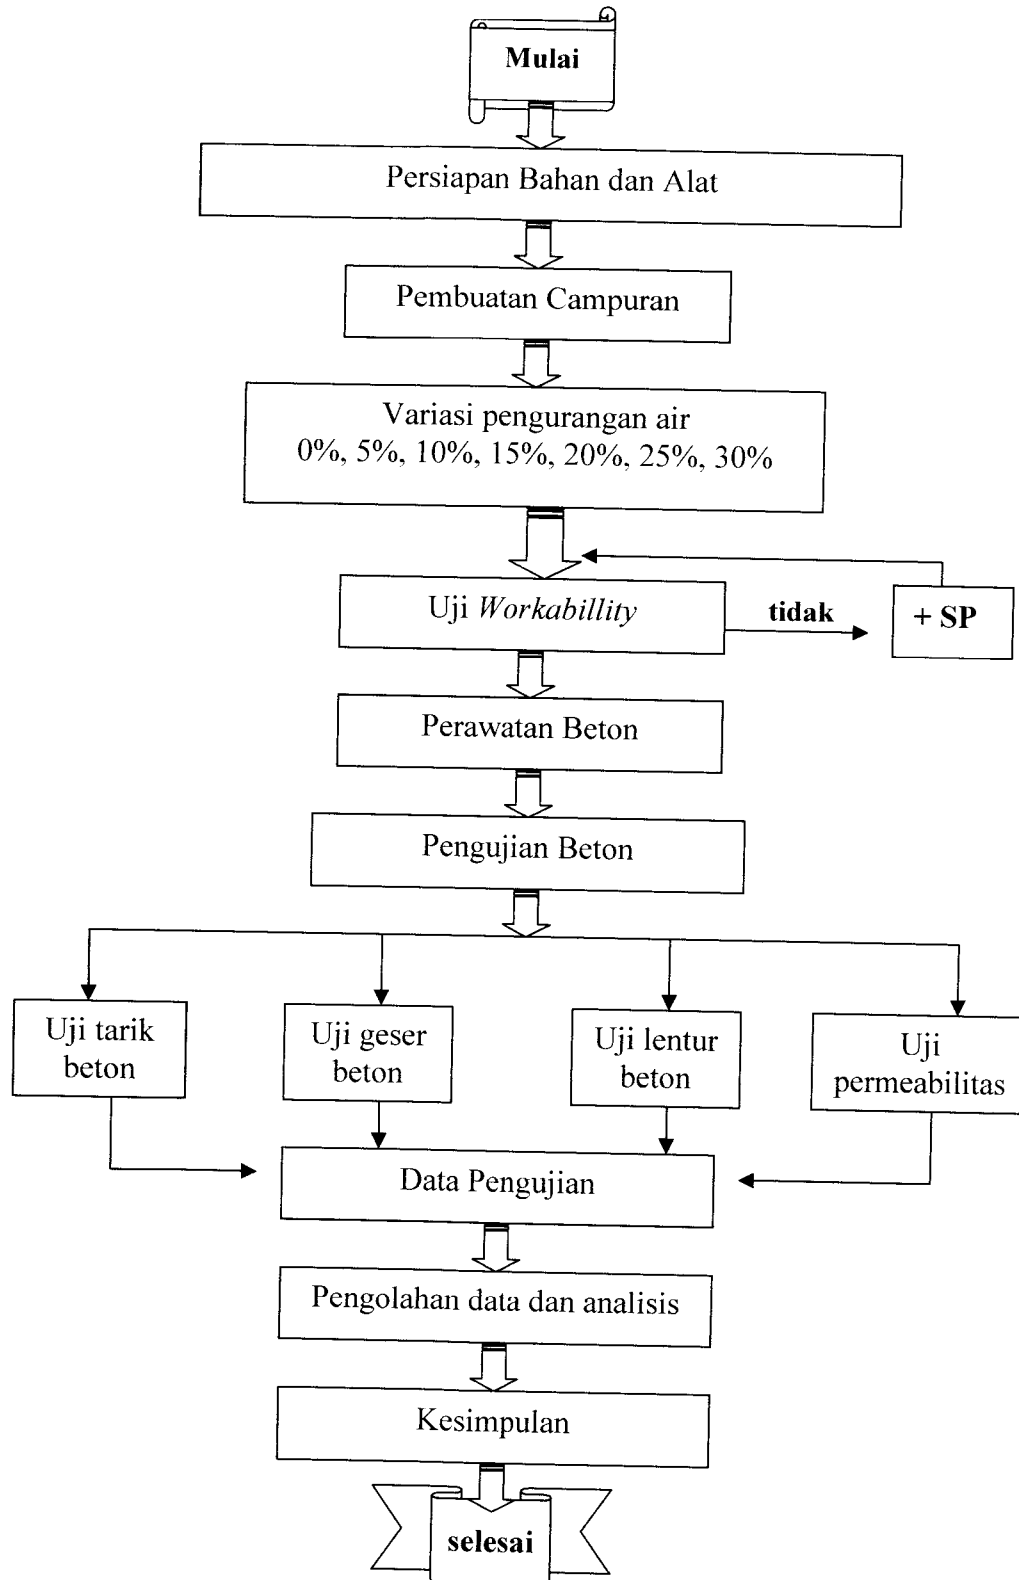 Mulai
Persiapan Bahan dan Alat
Pembuatan Campuran
Variasi pengurangan air
0%, 5%, 10%, 15%, 20%, 25%, 30%
Uji Workabillity
tidak
+ SP
Perawatan Beton
Pengujian Beton
Uji tarik
beton
Uji geser
beton
Uji lentur
beton
Uji
permeabilitas
Data Pengujian
Pengolahan data dan analisis
Kesimpulan
selesai